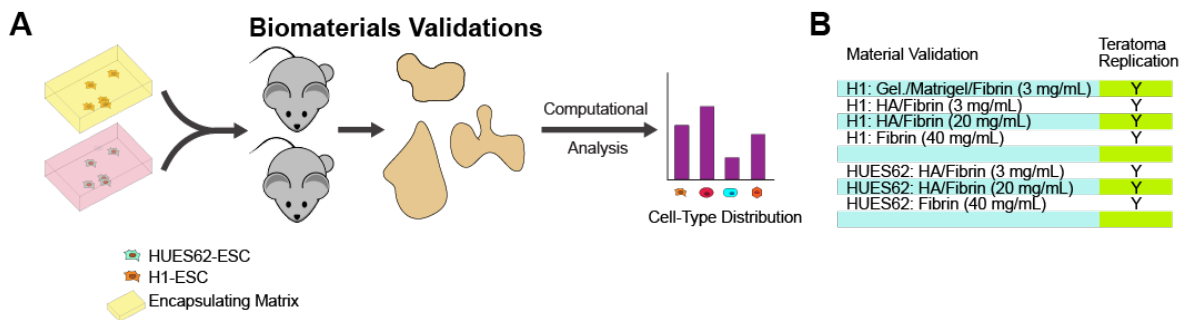 A
Biomaterials Validations
Computational
Analysis
Cell-Type Distribution
HUES62-ESC
H1-ESC
Encapsulating Matrix
B
Material Validation
Teratoma
Replication
H1: Gel./Matrigel/Fibrin (3 mg/mL) Y
H1: HA/Fibrin (3 mg/mL) Y
H1: HA/Fibrin (20 mg/mL) Y
H1: Fibrin (40 mg/mL) Y
HUES62: HA/Fibrin (3 mg/mL) Y
HUES62: HA/Fibrin (20 mg/mL) Y
HUES62: Fibrin (40 mg/mL) Y